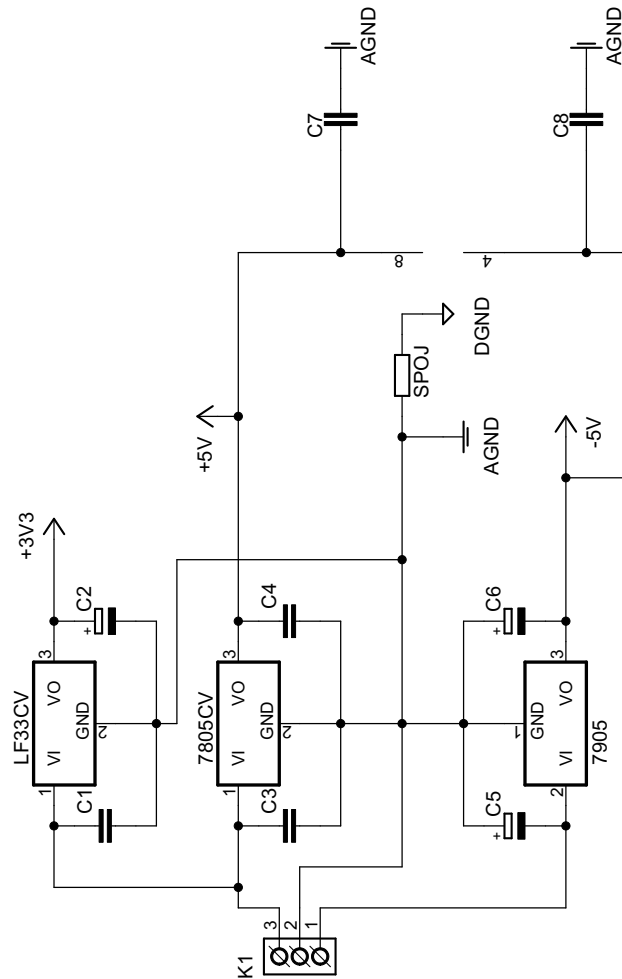 LF33CV
+3V3
1
VI
VO
3
GND
2
C1
+
C2
+5V
7805CV
1
VI
VO
3
GND
2
C3
C4
K1
3
2
1
C7
AGND
8
SPOJ
AGND
DGND
4
+
C5
+
C6
1
GND
2
VI
VO
3
7905
-5V
C8
AGND